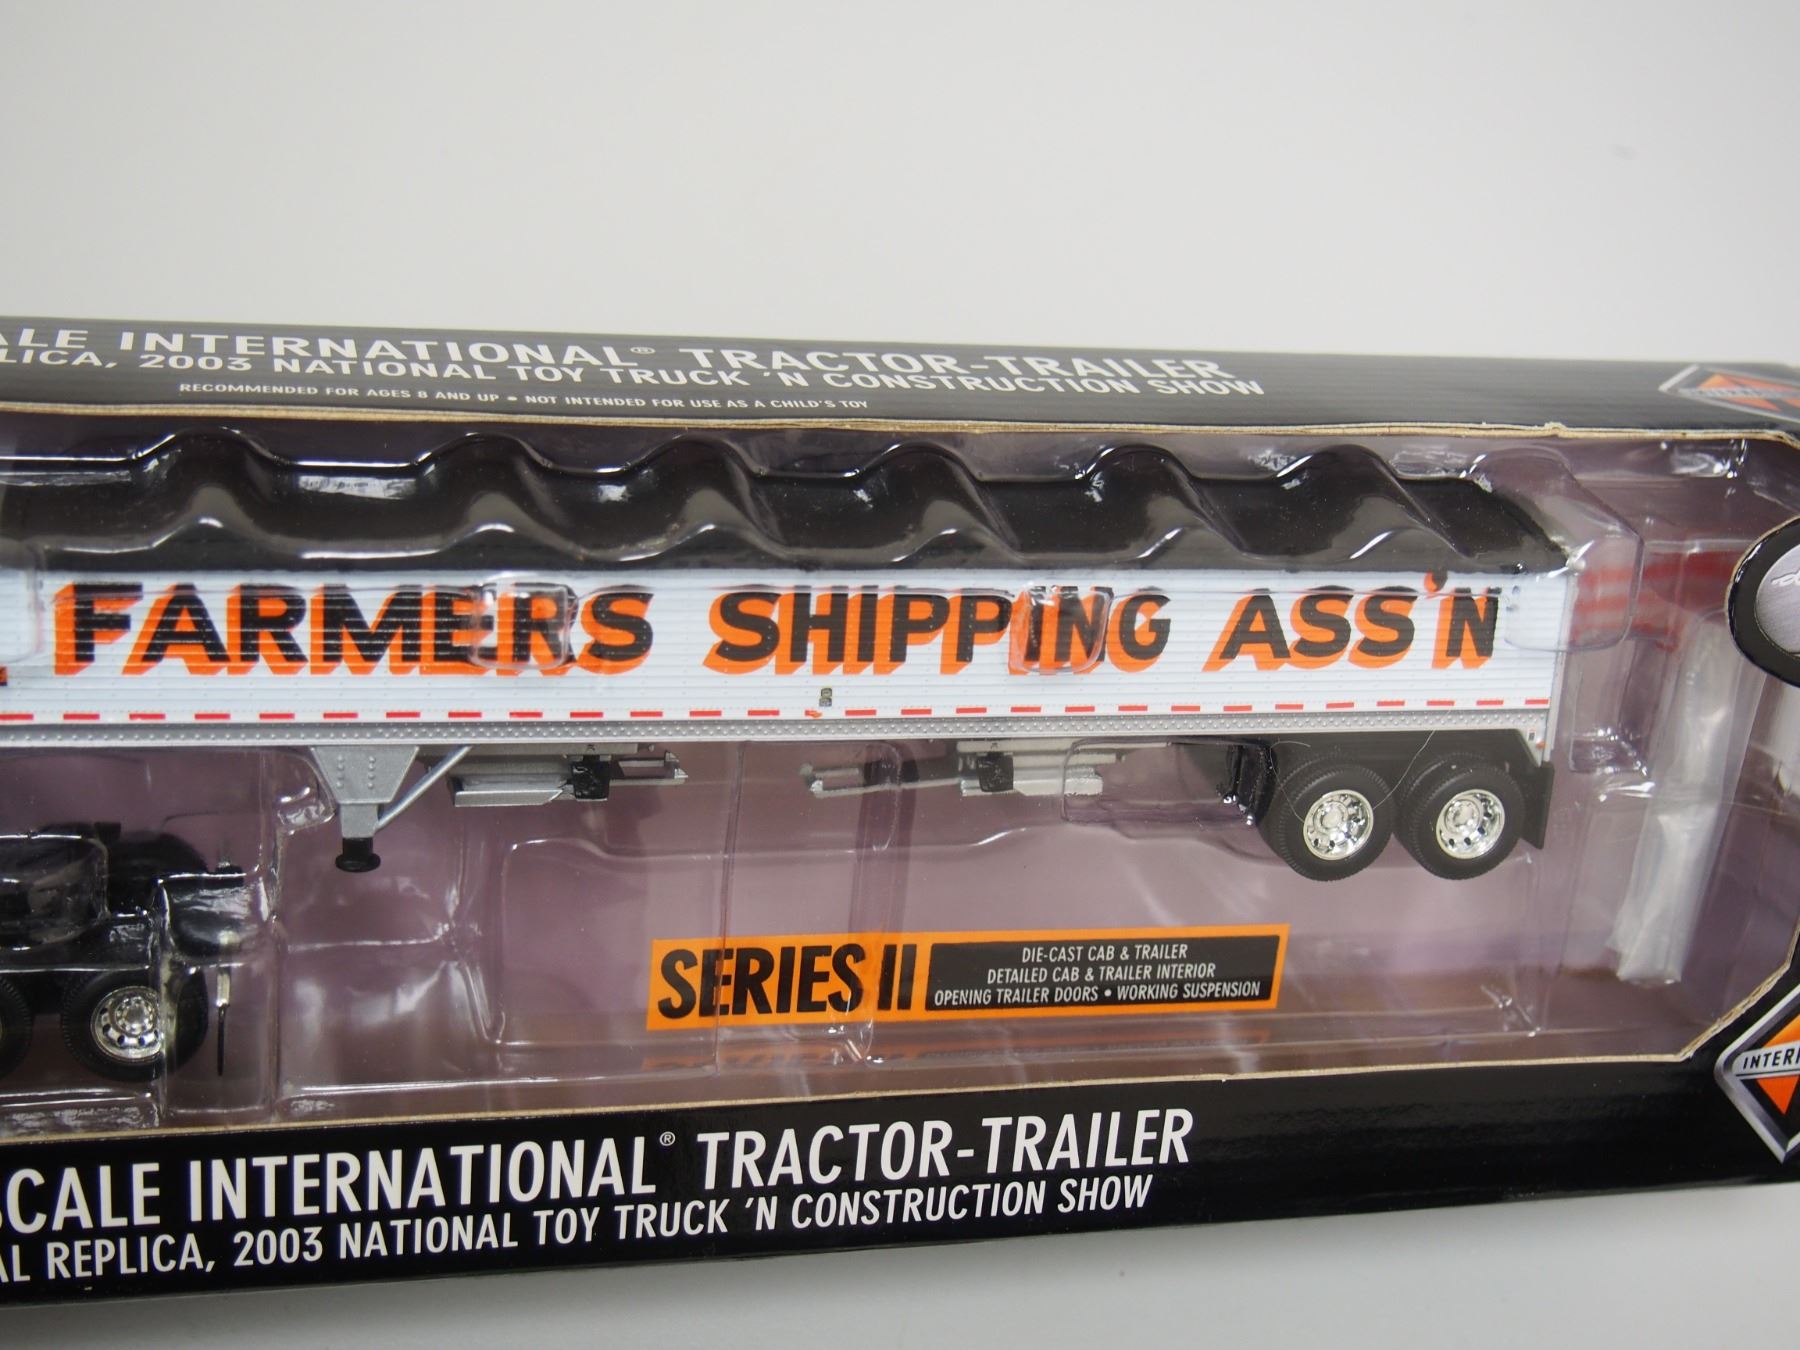 ALE INTERNATIONAL® TRACTOR-TRAILER
LICA, 2003 NATIONAL TOY TRUCK 'N CONSTRUCTION SHOW
RECOMMENDED FOR AGES 8 AND UP • NOT INTENDED FOR USE AS A CHILD'S TOY
FARMERS SHIPPING ASS'N
SERIES II
DIE-CAST CAB & TRAILER
DETAILED CAB & TRAILER INTERIOR
OPENING TRAILER DOORS • WORKING SUSPENSION
INTER
SCALE INTERNATIONAL® TRACTOR-TRAILER
AL REPLICA, 2003 NATIONAL TOY TRUCK 'N CONSTRUCTION SHOW